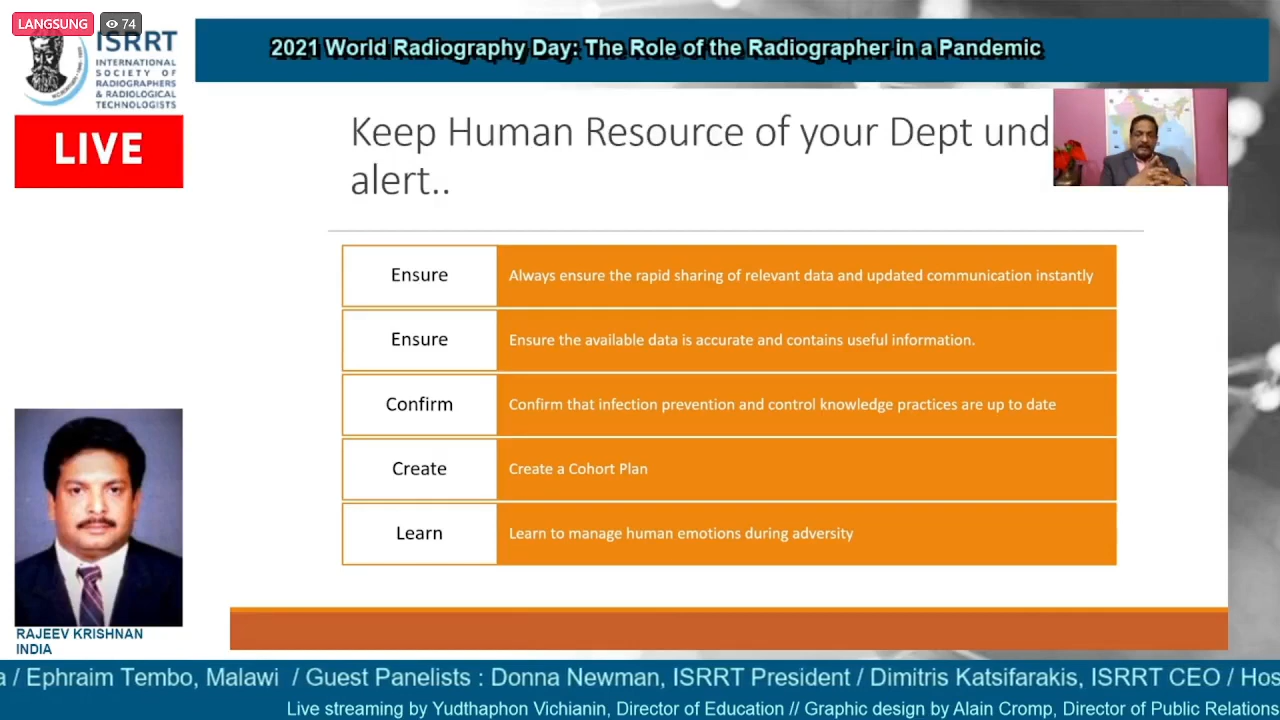 LANGSUNG 74
ISRRT
INTERNATIONAL
SOCIETY OF
RADIOGRAPHERS
& RADIOLOGICAL
TECHNOLOGISTS
2021 World Radiography Day: The Role of the Radiographer in a Pandemic
LIVE
Keep Human Resource of your Dept und
alert..
Ensure
Always ensure the rapid sharing of relevant data and updated communication instantly
Ensure
Ensure the available data is accurate and contains useful information.
Confirm
Confirm that infection prevention and control knowledge practices are up to date
Create
Create a Cohort Plan
Learn
Learn to manage human emotions during adversity
RAJEEV KRISHNAN
INDIA
a / Ephraim Tembo, Malawi / Guest Panelists : Donna Newman, ISRRT President / Dimitris Katsifarakis, ISRRT CEO / Hos
Live streaming by Yudthaphon Vichianin, Director of Education // Graphic design by Alain Cromp, Director of Public Relations